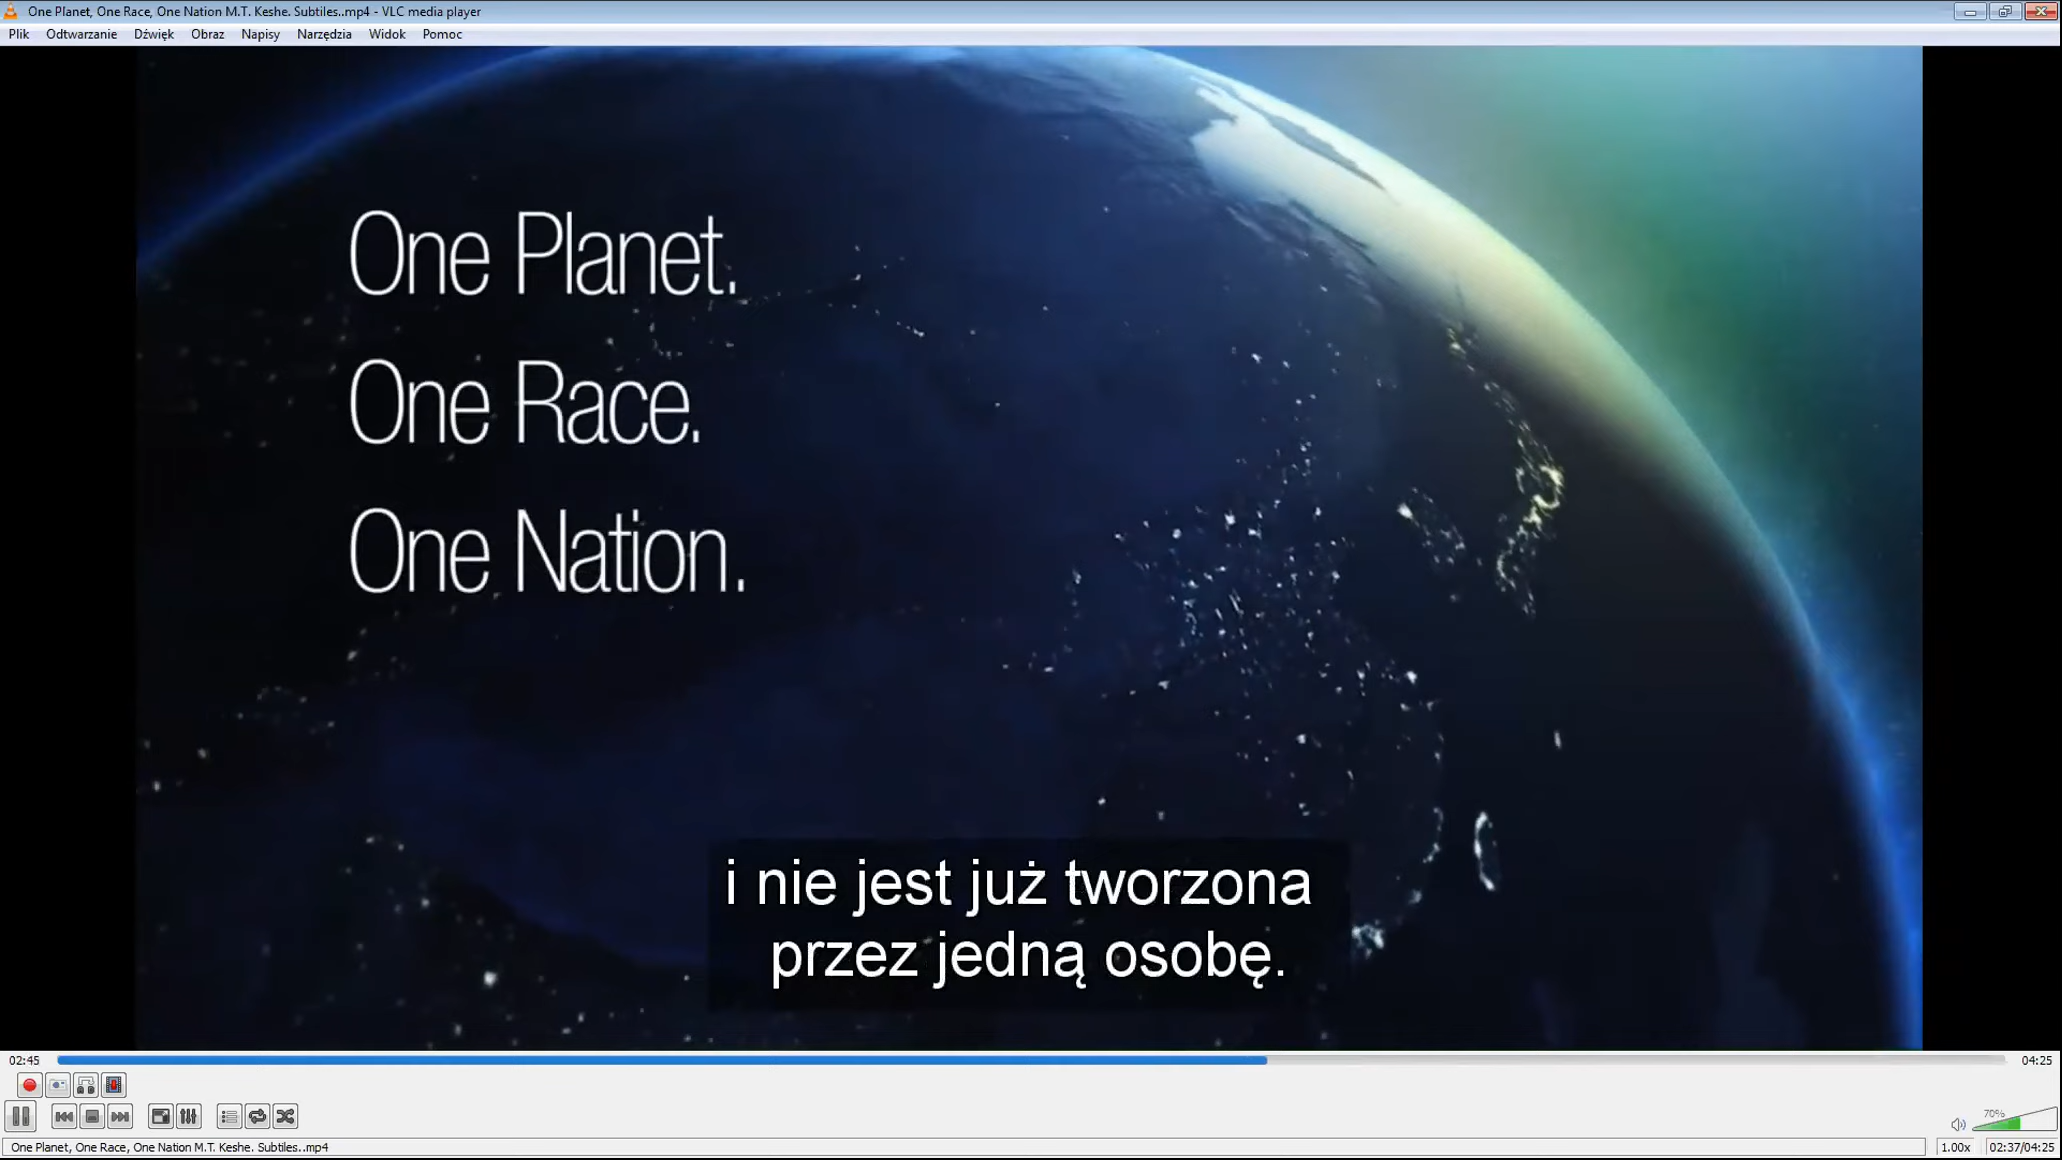 One Planet, One Race, One Nation M.T. Keshe. Subtiles..mp4 - VLC media player
Plik Odtwarzanie Dźwięk Obraz Napisy Narzędzia Widok Pomoc
One Planet.
One Race.
One Nation.
i nie jest już tworzona
przez jedną osobę.
02:45 04:25
70%
One Planet, One Race, One Nation M.T. Keshe. Subtiles..mp4 1.00x 02:37/04:25